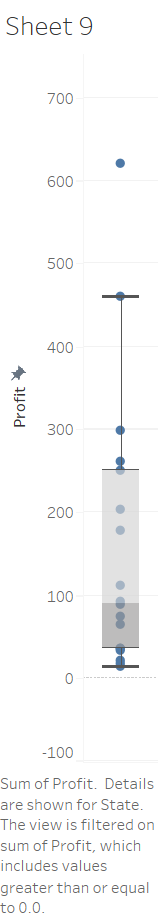 Sheet 9
700
600
500
400
300
200
100
0
-100
Profit
Sum of Profit.  Details
are shown for State.
The view is filtered on
sum of Profit, which
includes values
greater than or equal
to 0.0.